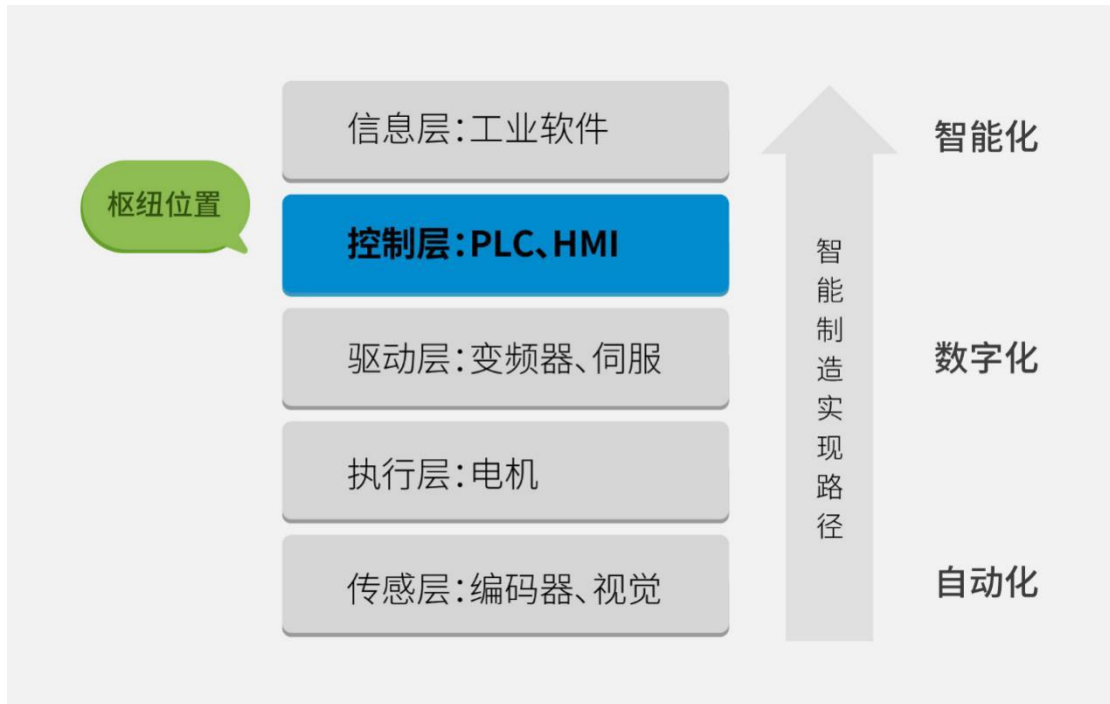 信息层：工业软件
智能化
枢纽位置
控制层：PLC、HMI
驱动层：变频器、伺服
数字化
执行层：电机
传感层：编码器、视觉
自动化
智能制造实现路径